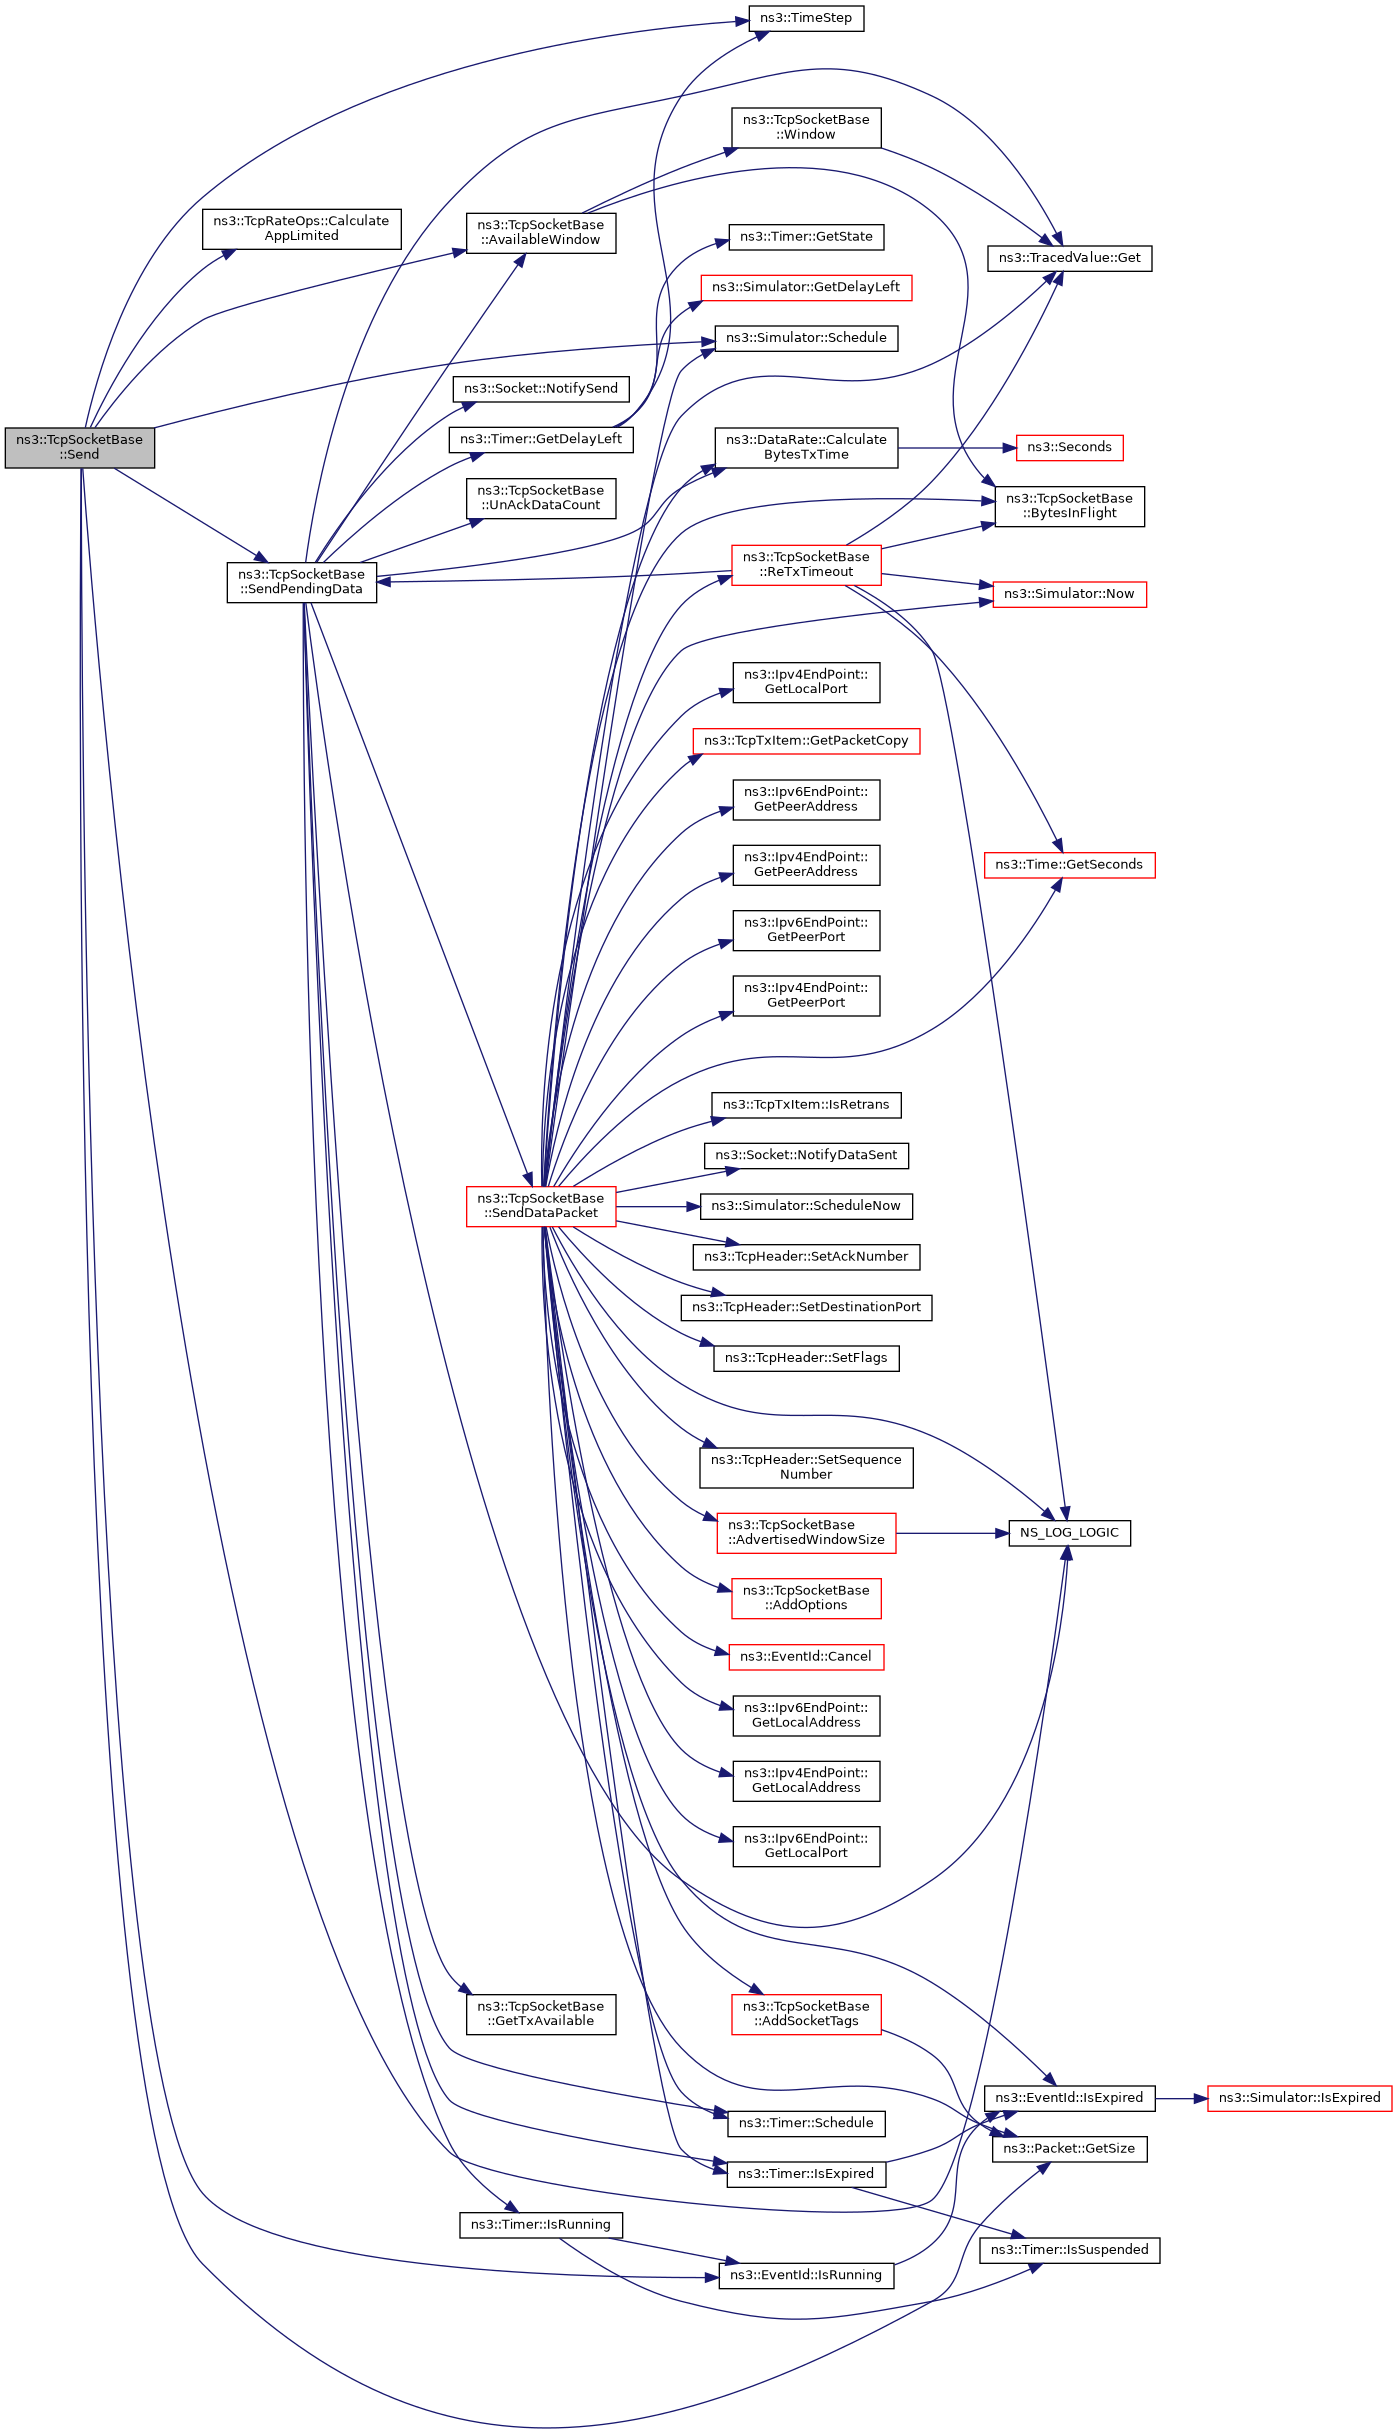 ns3::TimeStep
ns3::TcpSocketBase
::Window
ns3::TcpRateOps::Calculate
AppLimited
ns3::TcpSocketBase
::AvailableWindow
ns3::Timer::GetState
ns3::TracedValue::Get
ns3::Simulator::GetDelayLeft
ns3::Simulator::Schedule
ns3::Socket::NotifySend
ns3::TcpSocketBase
::Send
ns3::Timer::GetDelayLeft
ns3::DataRate::Calculate
BytesTxTime
ns3::Seconds
ns3::TcpSocketBase
::UnAckDataCount
ns3::TcpSocketBase
::BytesInFlight
ns3::TcpSocketBase
::SendPendingData
ns3::TcpSocketBase
::ReTxTimeout
ns3::Simulator::Now
ns3::Ipv4EndPoint::
GetLocalPort
ns3::TcpTxItem::GetPacketCopy
ns3::Ipv6EndPoint::
GetPeerAddress
ns3::Ipv4EndPoint::
GetPeerAddress
ns3::Time::GetSeconds
ns3::Ipv6EndPoint::
GetPeerPort
ns3::Ipv4EndPoint::
GetPeerPort
ns3::TcpTxItem::IsRetrans
ns3::Socket::NotifyDataSent
ns3::TcpSocketBase
::SendDataPacket
ns3::Simulator::ScheduleNow
ns3::TcpHeader::SetAckNumber
ns3::TcpHeader::SetDestinationPort
ns3::TcpHeader::SetFlags
ns3::TcpHeader::SetSequence
Number
ns3::TcpSocketBase
::AdvertisedWindowSize
NS_LOG_LOGIC
ns3::TcpSocketBase
::AddOptions
ns3::EventId::Cancel
ns3::Ipv6EndPoint::
GetLocalAddress
ns3::Ipv4EndPoint::
GetLocalAddress
ns3::Ipv6EndPoint::
GetLocalPort
ns3::TcpSocketBase
::GetTxAvailable
ns3::TcpSocketBase
::AddSocketTags
ns3::EventId::IsExpired
ns3::Simulator::IsExpired
ns3::Timer::Schedule
ns3::Packet::GetSize
ns3::Timer::IsExpired
ns3::Timer::IsRunning
ns3::Timer::IsSuspended
ns3::EventId::IsRunning